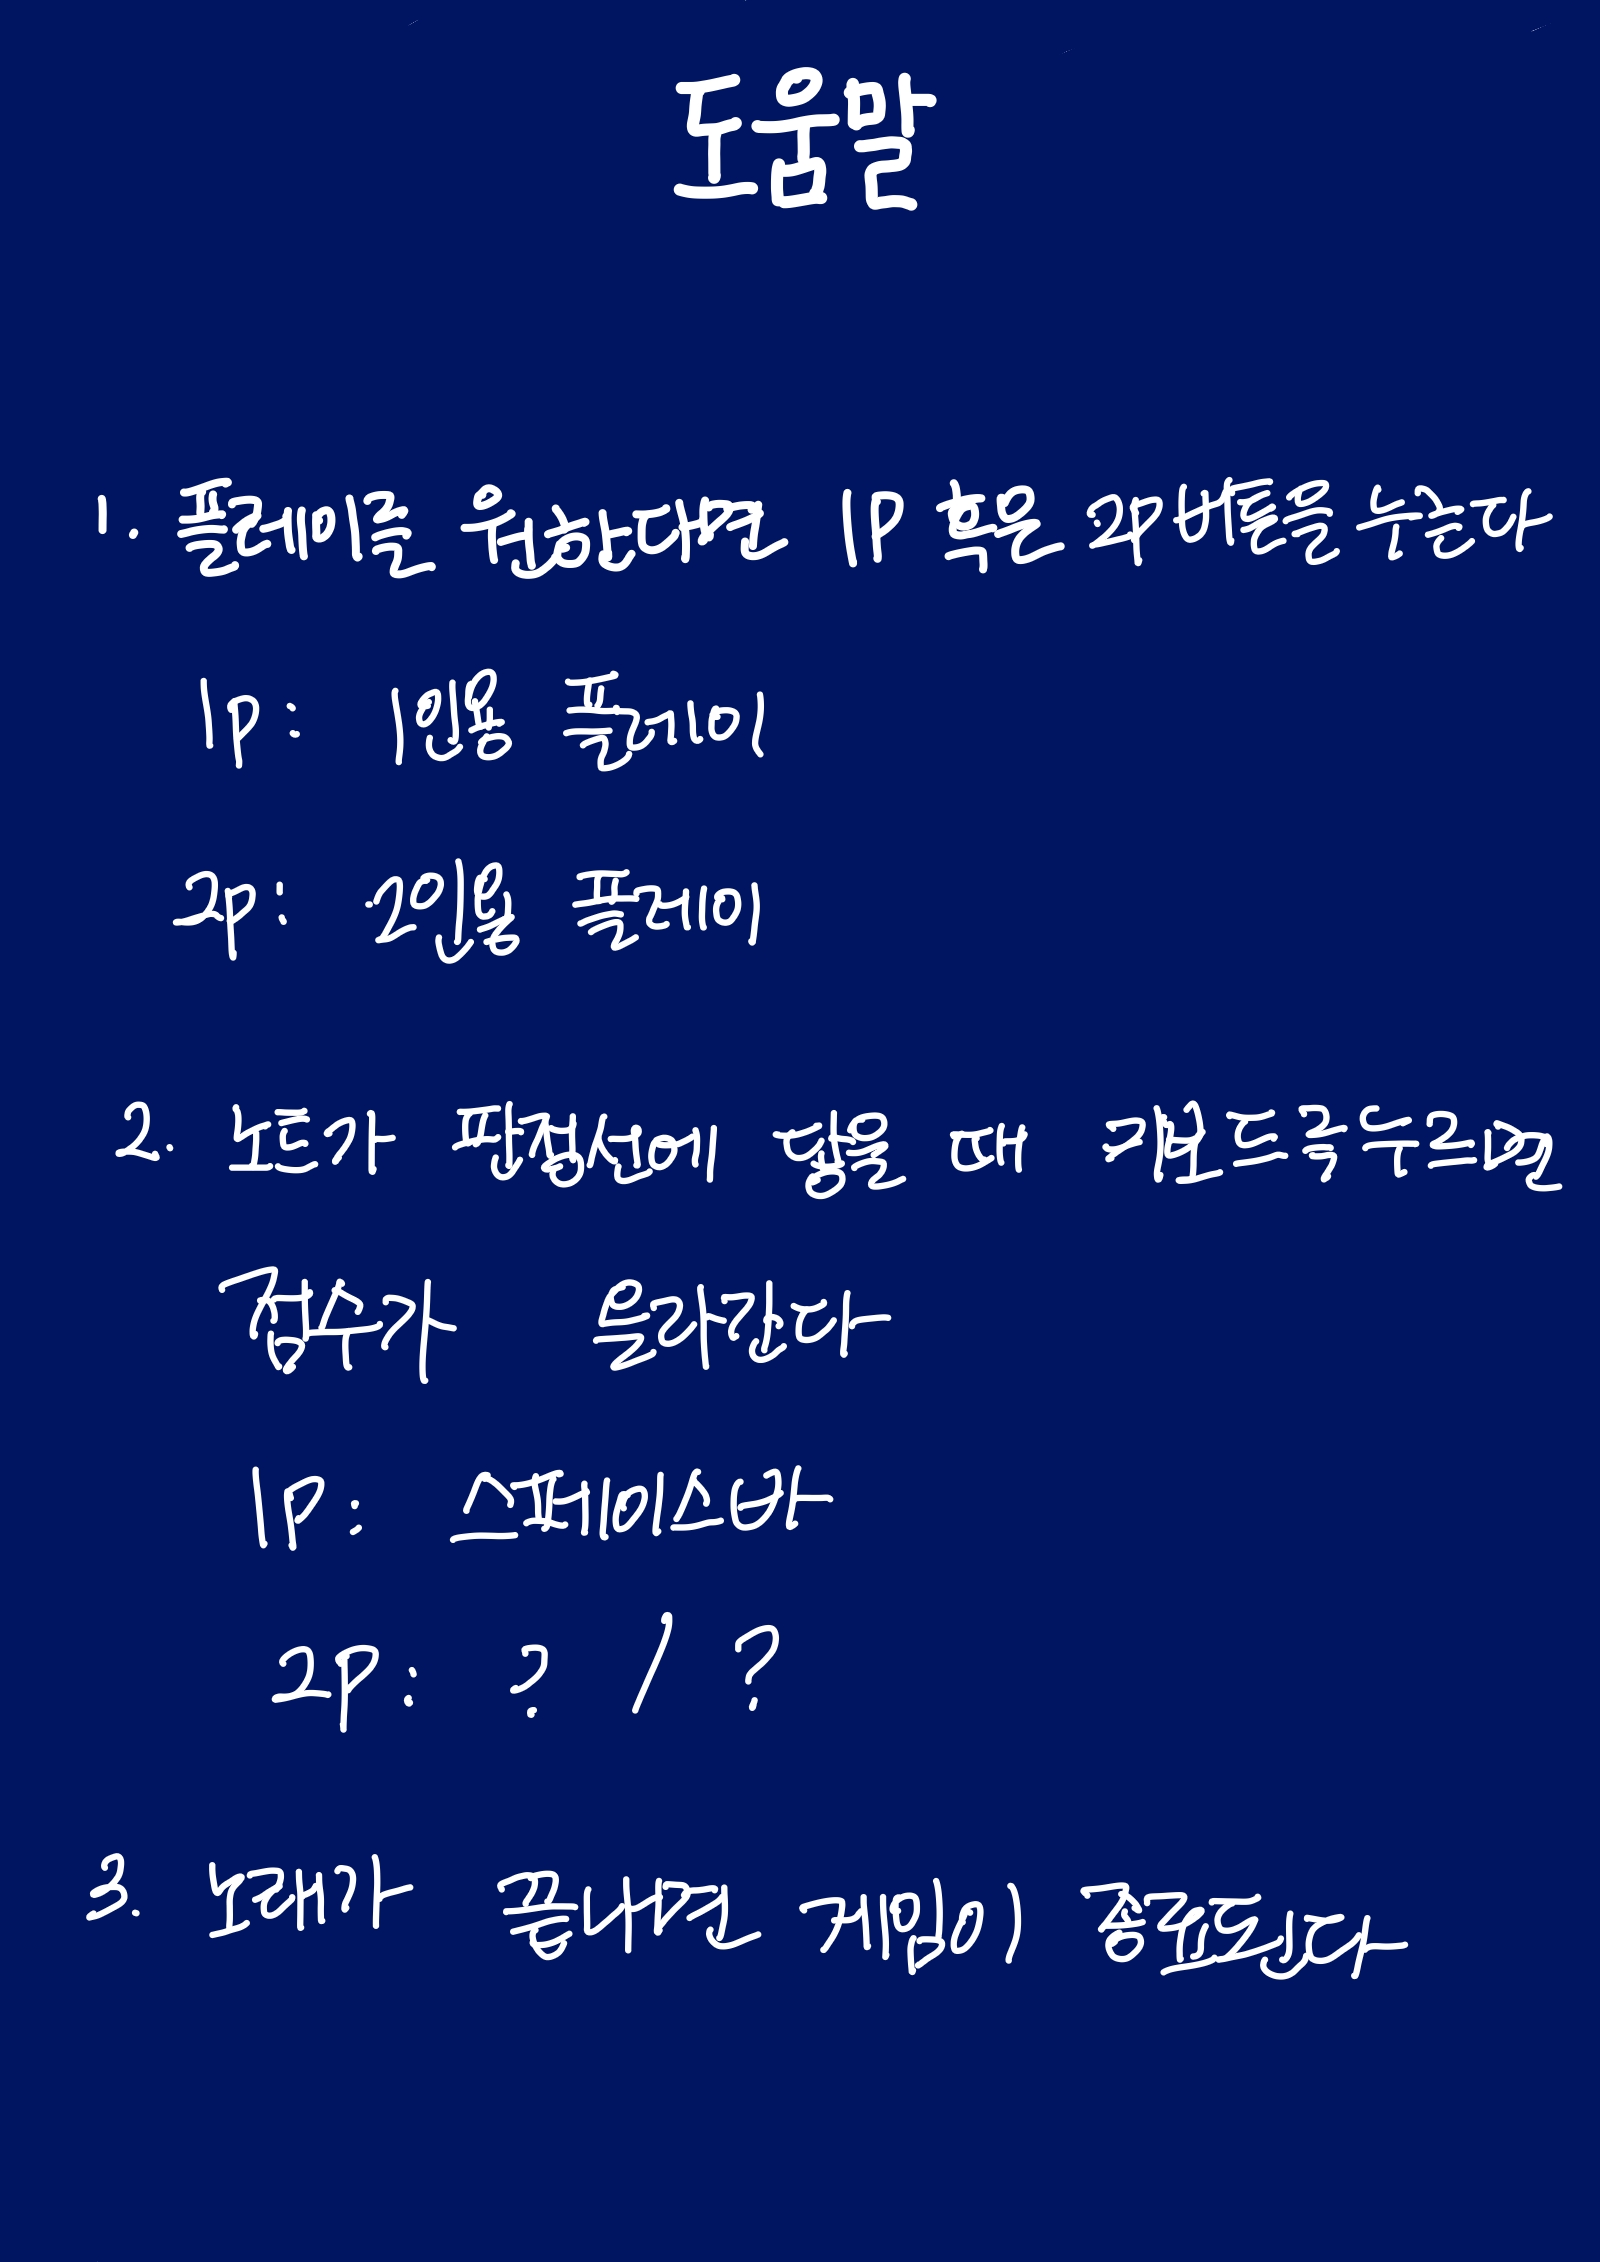 도움말
1. 플레이를 원한다면 1P 혹은 2P버튼을 누른다
1p: 1인용 플레이
2p: 2인용 플레이
2. 노트가 판정선에 닿을 때 키보드를누르면
점수가 올라간다
1P: 스페이스바
2P: ? / ?
3. 노래가 끝나면 게임이 종료된다